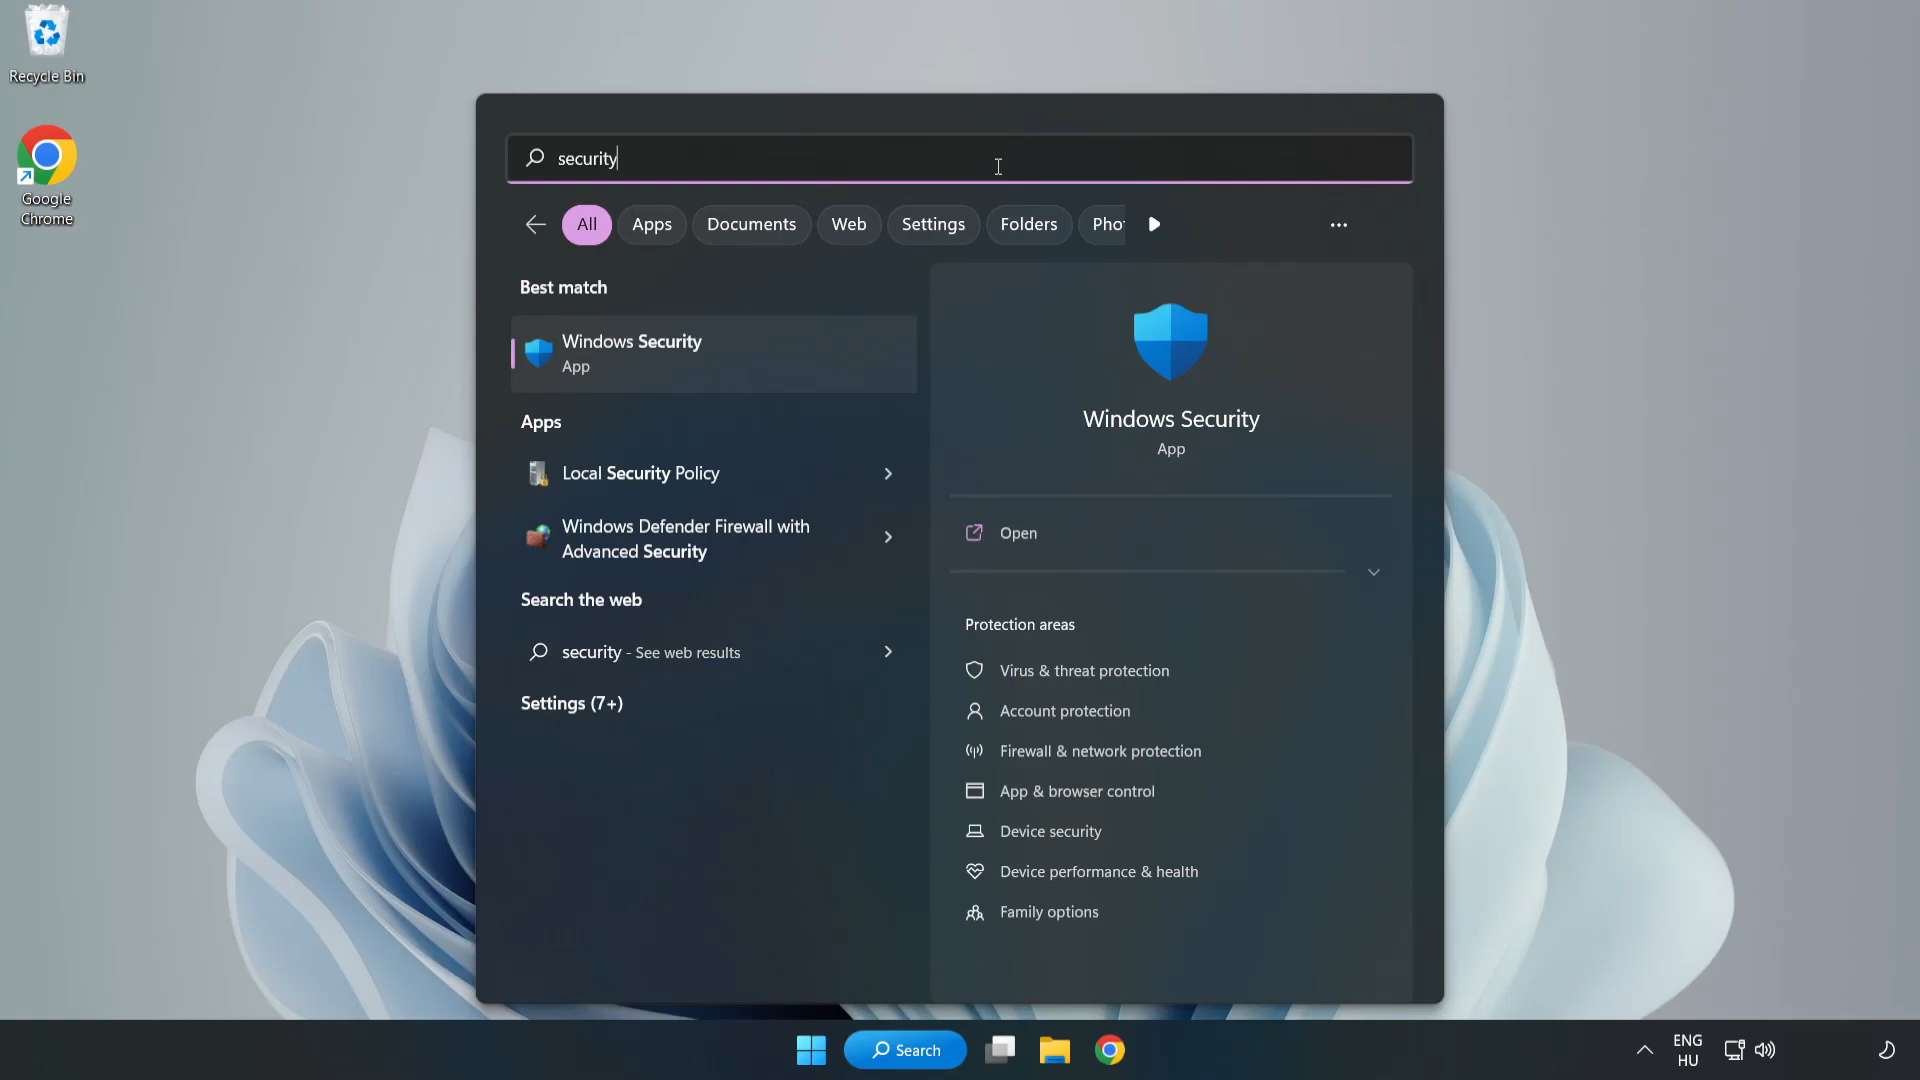 Recycle Bin
Google
Chrome
security
All
Apps
Documents
Web
Settings
Folders
Pho
Best match
Windows Security
App
Apps
Local Security Policy
Windows Defender Firewall with
Advanced Security
Search the web
security - See web results
Settings (7+)
Windows Security
App
Open
Protection areas
Virus & threat protection
Account protection
Firewall & network protection
App & browser control
Device security
Device performance & health
Family options
Search
ENG
HU